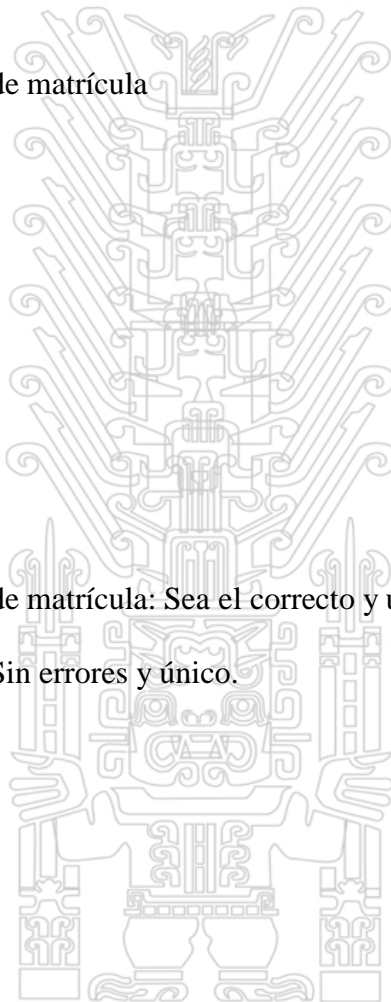 de matrícula
de matrícula: Sea el correcto y
Sin errores y único.